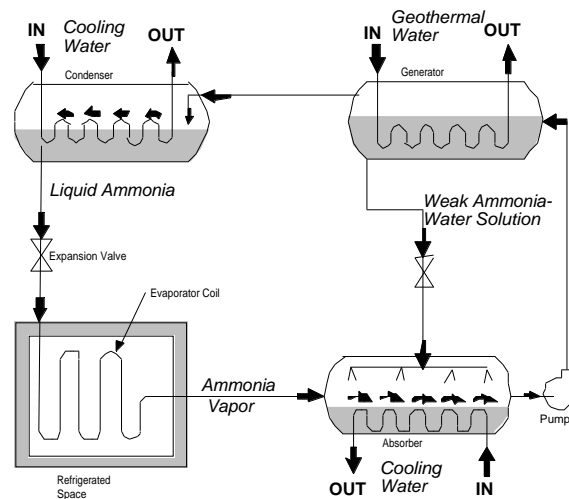 IN
Cooling
Water
OUT
Condenser
Geothermal
Water
IN
OUT
Generator
Liquid Ammonia
Weak Ammonia-
Water Solution
Expansion Valve
Evaporator Coil
Ammonia
Vapor
Pump
Absorber
Refrigerated
Space
OUT
Cooling
Water
IN